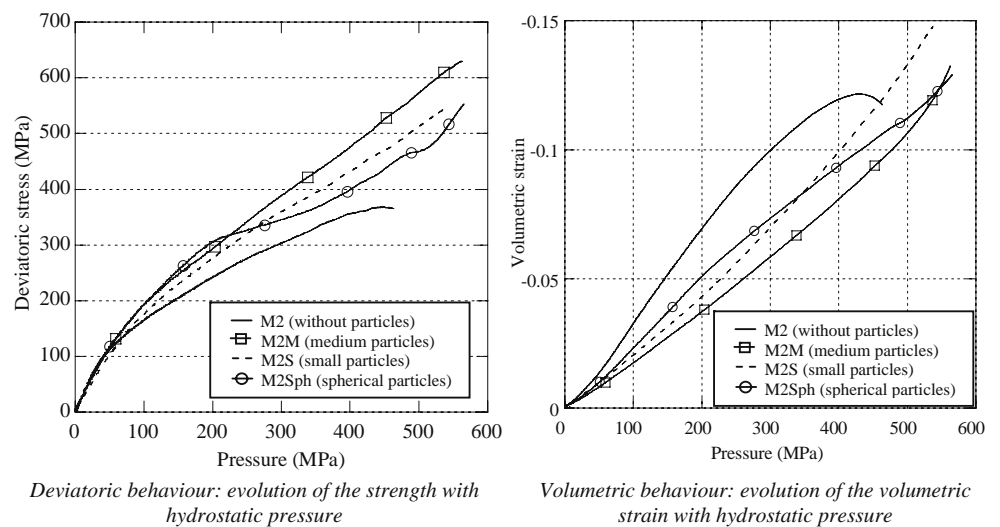 700
600
500
400
300
200
100
0
Deviatoric stress (MPa)
M2 (without particles)
M2M (medium particles)
M2S (small particles)
M2Sph (spherical particles)
0 100 200 300 400 500 600
Pressure (MPa)
Deviatoric behaviour: evolution of the strength with
hydrostatic pressure
-0.15
-0.1
-0.05
0
Volumetric strain
M2 (without particles)
M2M (medium particles)
M2S (small particles)
M2Sph (spherical particles)
0 100 200 300 400 500 600
Pressure (MPa)
Volumetric behaviour: evolution of the volumetric
strain with hydrostatic pressure